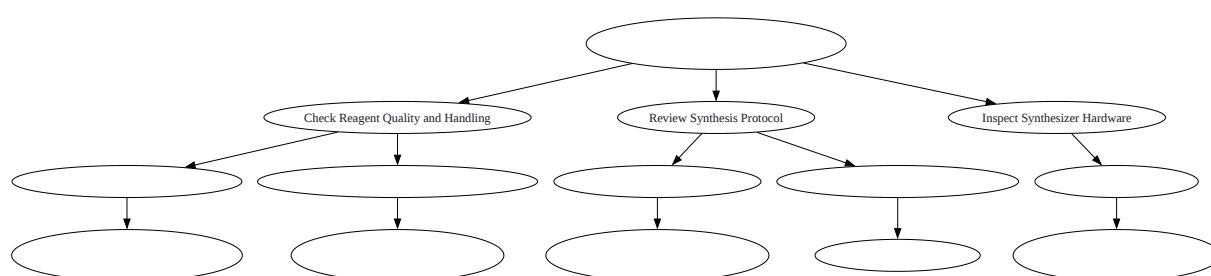 Check Reagent Quality and Handling
Review Synthesis Protocol
Inspect Synthesizer Hardware